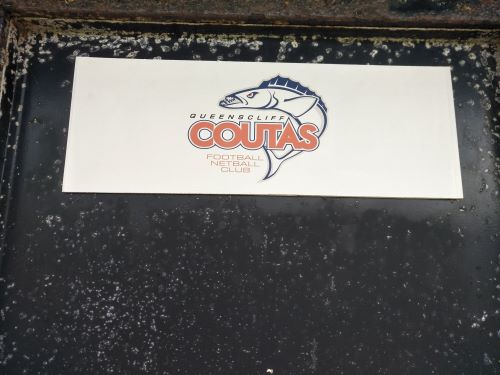 QUEENSCLIFF
COUTAS
FOOTBALL
NETBALL
CLUB